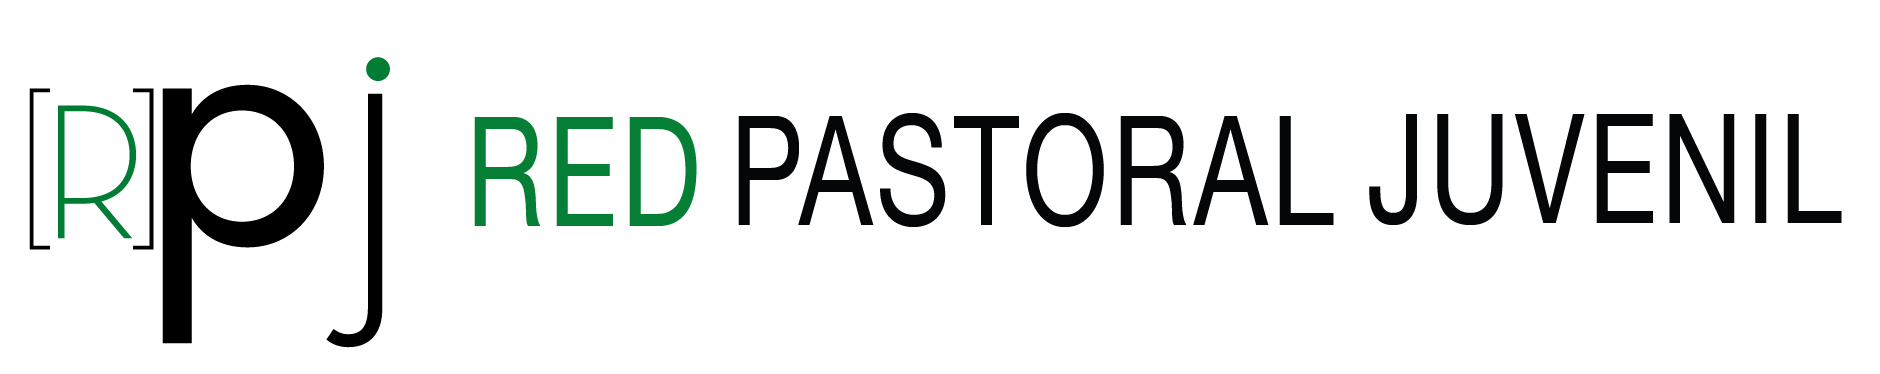 [R]pj RED PASTORAL JUVENIL